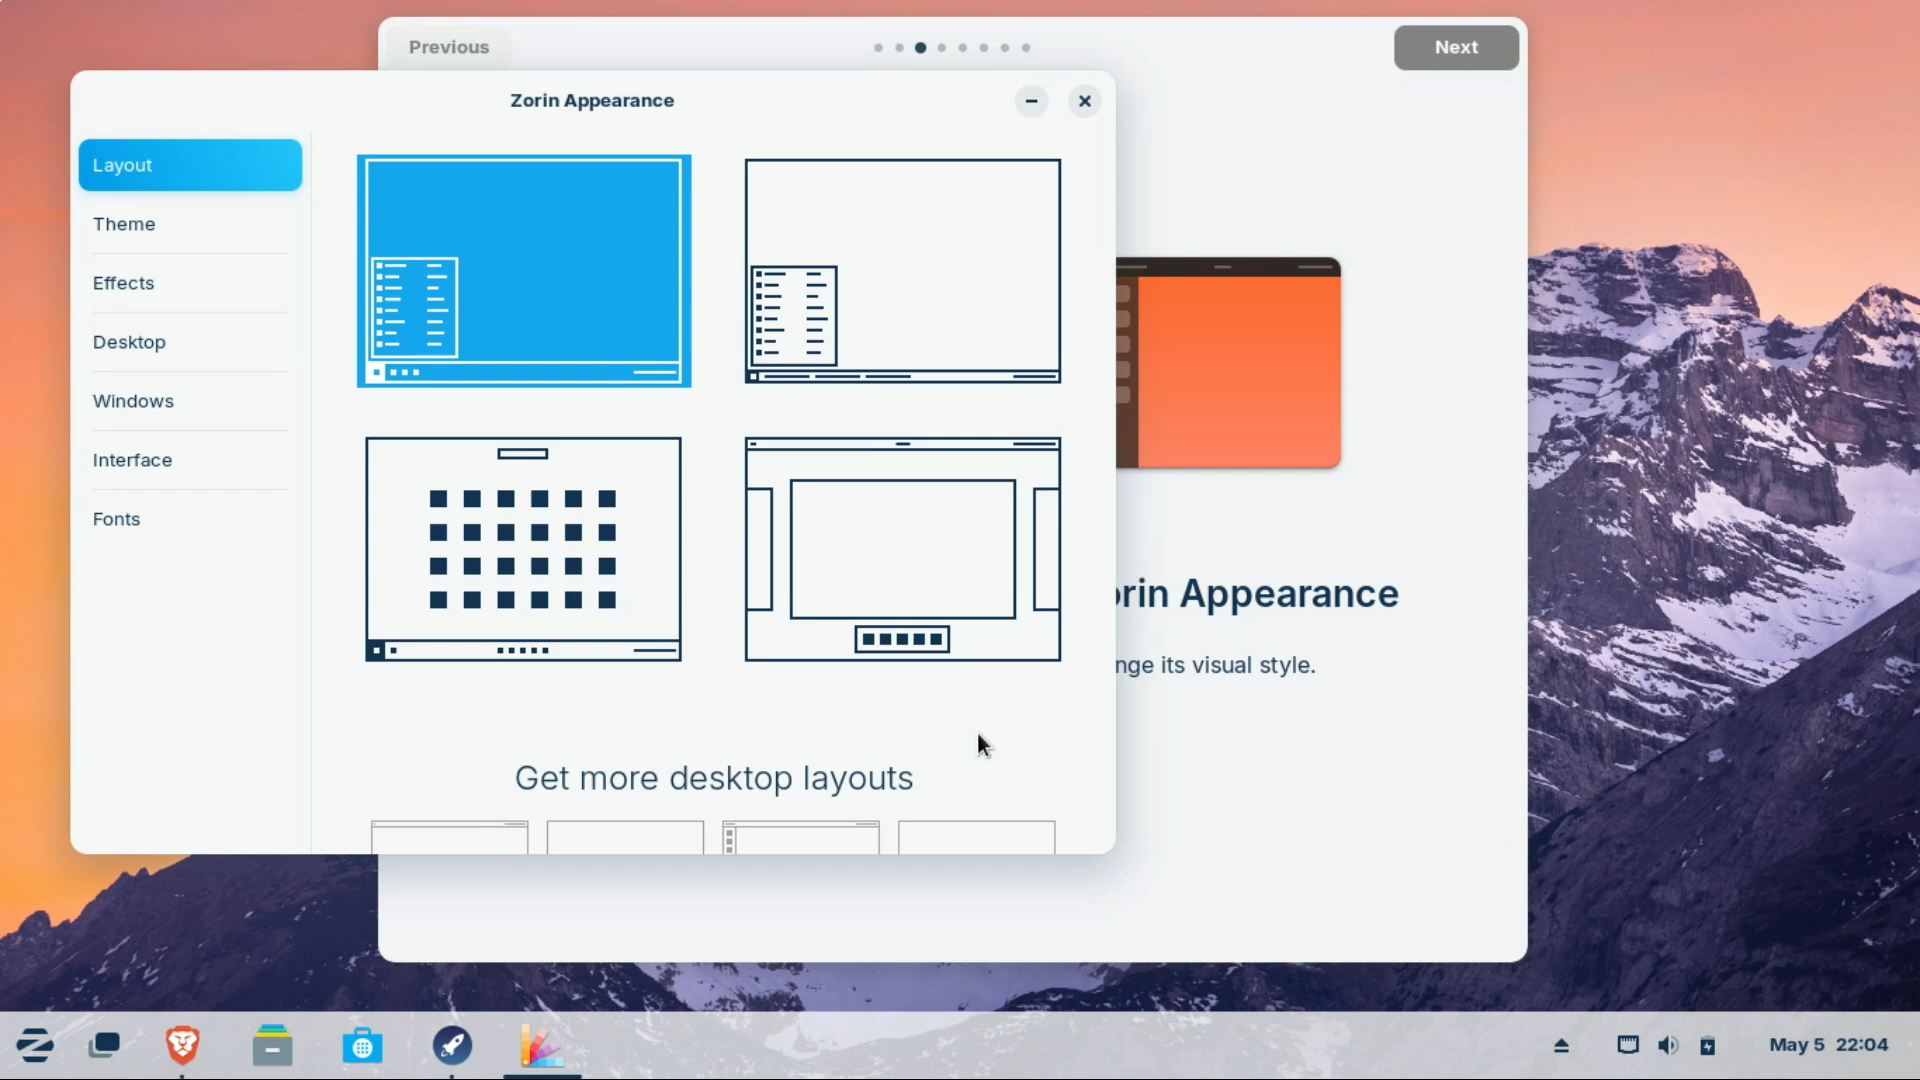 Previous
Next
Zorin Appearance
Layout
Theme
Effects
Desktop
Windows
Interface
Fonts
Get more desktop layouts
orin Appearance
nge its visual style.
May 5 22:04